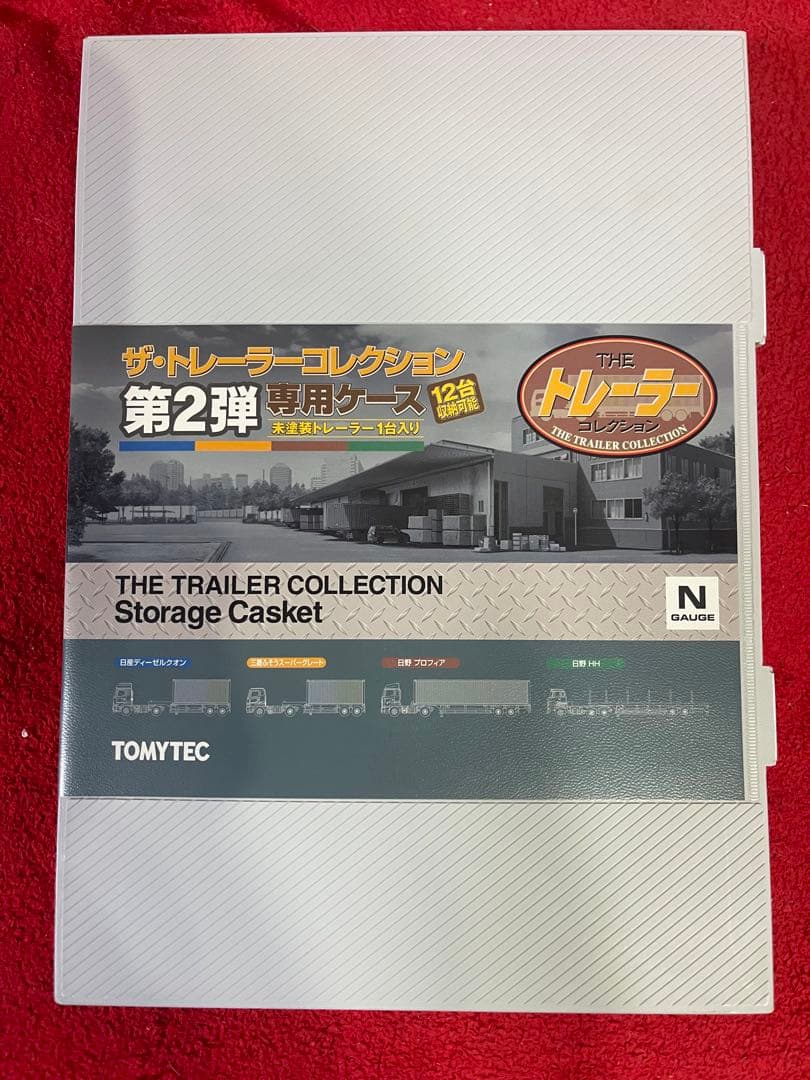 ザ・トレーラーコレクション
第2弾 専用ケース
12台
収納可能
未塗装トレーラー1台入り
THE
トレーラー
コレクション
THE TRAILER COLLECTION
THE TRAILER COLLECTION
Storage Casket
N
GAUGE
日産ディーゼルクオン
三菱ふそうスーパーグレート
日野 プロフィア
日野 HH
TOMYTEC